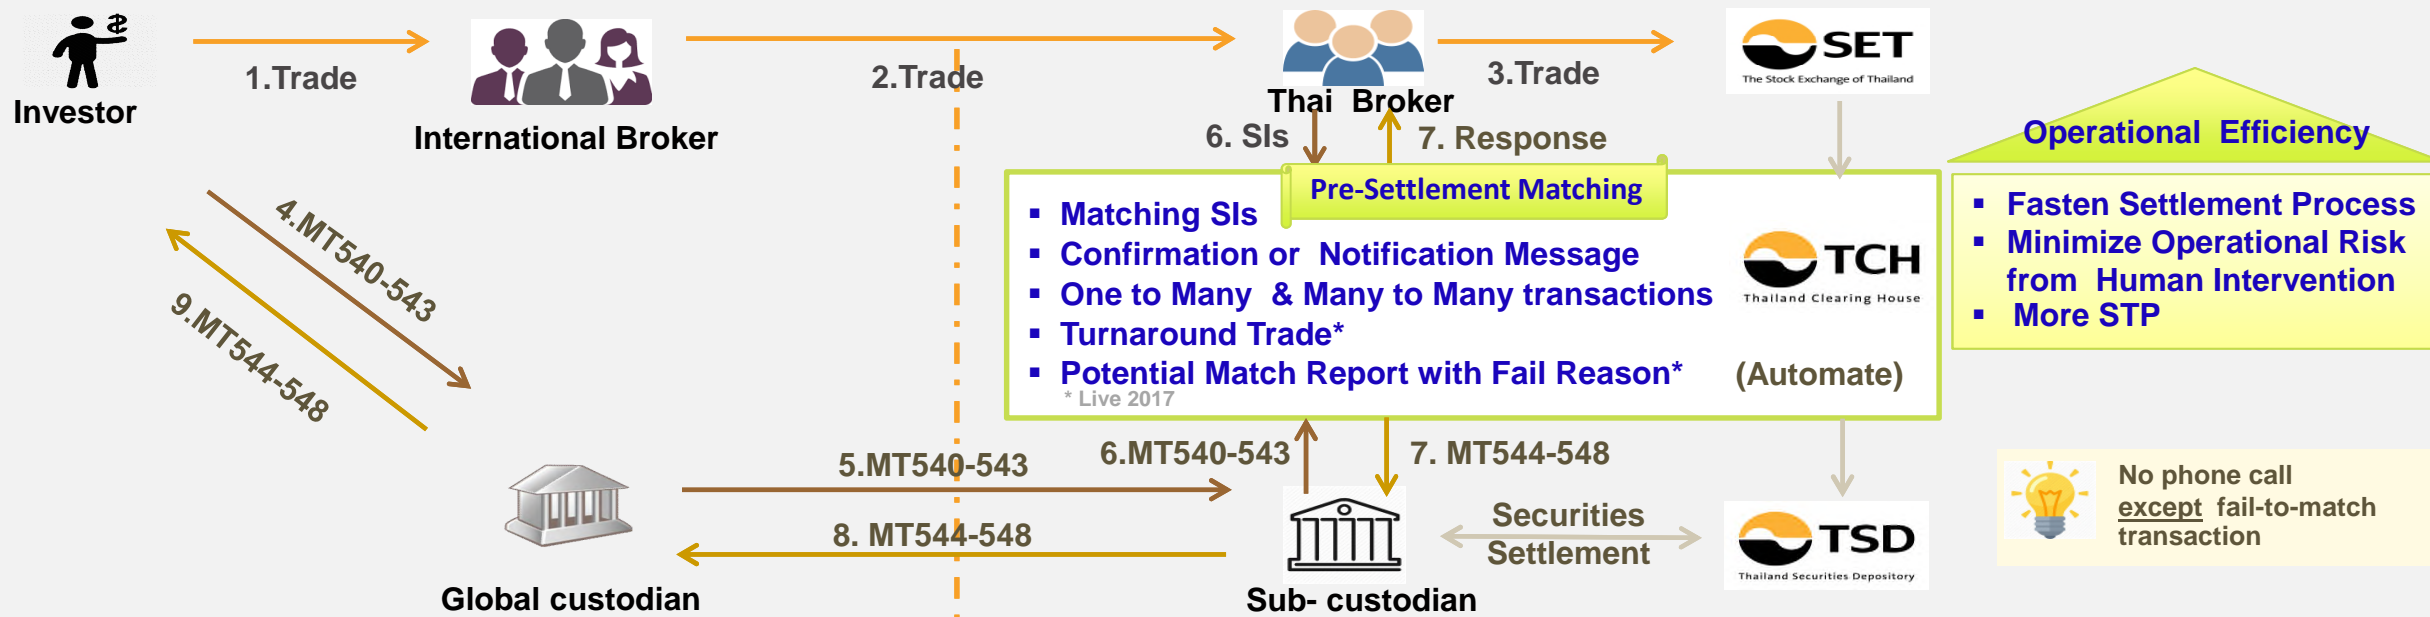 $
1.Trade
2.Trade
3.Trade
SET
The Stock Exchange of Thailand
Investor
International Broker
Thai Broker
6. SIs
7. Response
Operational Efficiency
Pre-Settlement Matching
▪ Matching SIs
▪ Confirmation or Notification Message
▪ One to Many & Many to Many transactions
▪ Turnaround Trade*
▪ Potential Match Report with Fail Reason*
* Live 2017
TCH
Thailand Clearing House
(Automate)
▪ Fasten Settlement Process
▪ Minimize Operational Risk
from Human Intervention
▪ More STP
4.MT540-543
9.MT544-548
5.MT540-543
6.MT540-543
7. MT544-548
8. MT544-548
Securities
Settlement
TSD
Thailand Securities Depository
No phone call
except fail-to-match
transaction
Global custodian
Sub- custodian